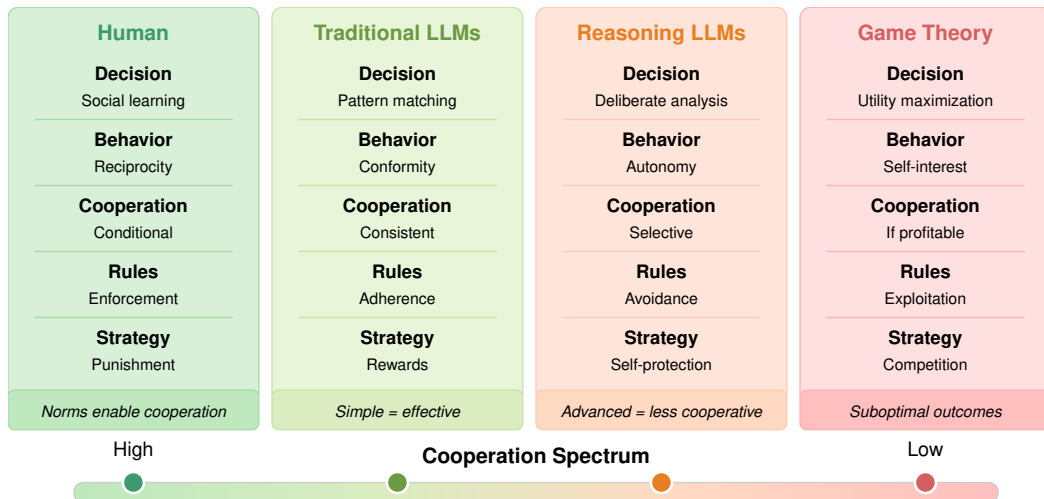 Human
Decision
Social learning
Behavior
Reciprocity
Cooperation
Conditional
Rules
Enforcement
Strategy
Punishment
Norms enable cooperation
Traditional LLMs
Decision
Pattern matching
Behavior
Conformity
Cooperation
Consistent
Rules
Adherence
Strategy
Rewards
Simple = effective
Reasoning LLMs
Decision
Deliberate analysis
Behavior
Autonomy
Cooperation
Selective
Rules
Avoidance
Strategy
Self-protection
Advanced = less cooperative
Game Theory
Decision
Utility maximization
Behavior
Self-interest
Cooperation
If profitable
Rules
Exploitation
Strategy
Competition
Suboptimal outcomes
High
Cooperation Spectrum
Low